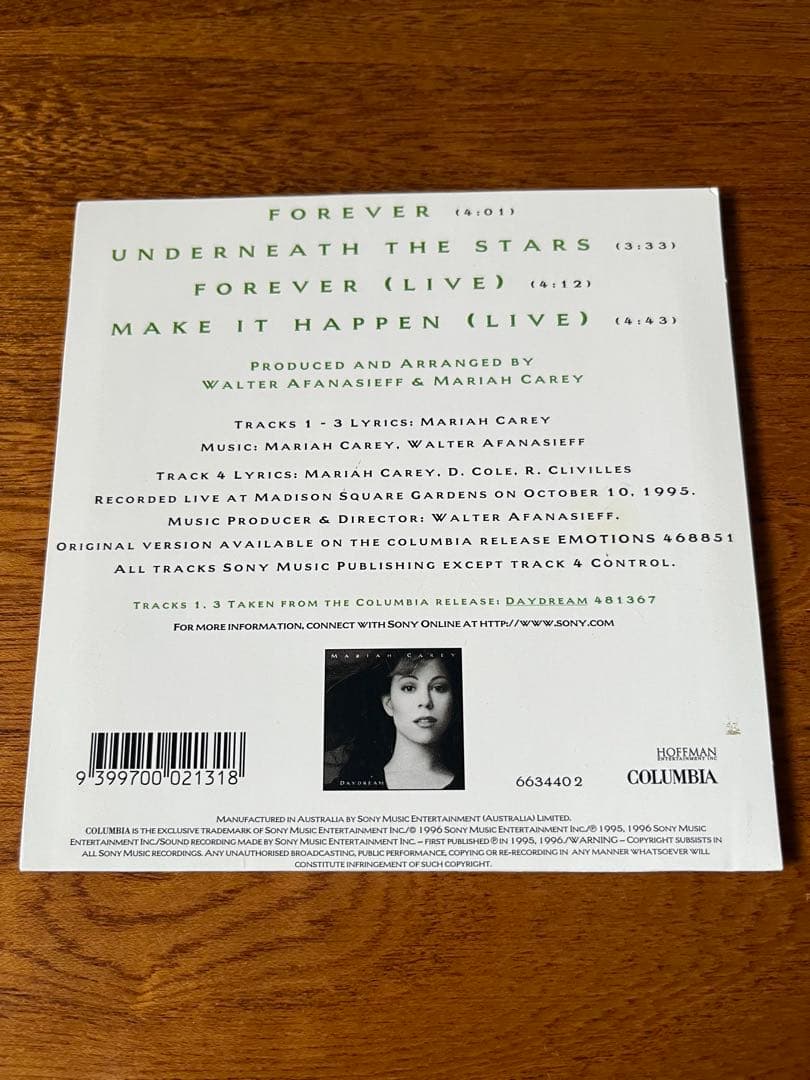 FOREVER (4:01)
UNDERNEATH THE STARS (3:33)
FOREVER (LIVE) (4:12)
MAKE IT HAPPEN (LIVE) (4:43)
PRODUCED AND ARRANGED BY
WALTER AFANASIEFF & MARIAH CAREY
TRACKS 1 - 3 LYRICS: MARIAH CAREY
MUSIC: MARIAH CAREY, WALTER AFANASIEFF
TRACK 4 LYRICS: MARIAH CAREY, D. COLE, R. CLIVILLES
RECORDED LIVE AT MADISON SQUARE GARDENS ON OCTOBER 10, 1995.
MUSIC PRODUCER & DIRECTOR: WALTER AFANASIEFF.
ORIGINAL VERSION AVAILABLE ON THE COLUMBIA RELEASE EMOTIONS 468851
ALL TRACKS SONY MUSIC PUBLISHING EXCEPT TRACK 4 CONTROL.
TRACKS 1, 3 TAKEN FROM THE COLUMBIA RELEASE: DAYDREAM 481367
FOR MORE INFORMATION, CONNECT WITH SONY ONLINE AT HTTP://WWW.SONY.COM
MARIAH CAREY
DAYDREAM
9 399700 021318
663440 2
HOFFMAN
ENTERTAINMENT INC
COLUMBIA
MANUFACTURED IN AUSTRALIA BY SONY MUSIC ENTERTAINMENT (AUSTRALIA) LIMITED.
COLUMBIA IS THE EXCLUSIVE TRADEMARK OF SONY MUSIC ENTERTAINMENT INC./© 1996 SONY MUSIC ENTERTAINMENT INC./℗ 1995, 1996 SONY MUSIC
ENTERTAINMENT INC./SOUND RECORDING MADE BY SONY MUSIC ENTERTAINMENT INC. – FIRST PUBLISHED ℗ IN 1995, 1996./WARNING – COPYRIGHT SUBSISTS IN
ALL SONY MUSIC RECORDINGS. ANY UNAUTHORISED BROADCASTING, PUBLIC PERFORMANCE, COPYING OR RE-RECORDING IN ANY MANNER WHATSOEVER WILL
CONSTITUTE INFRINGEMENT OF SUCH COPYRIGHT.